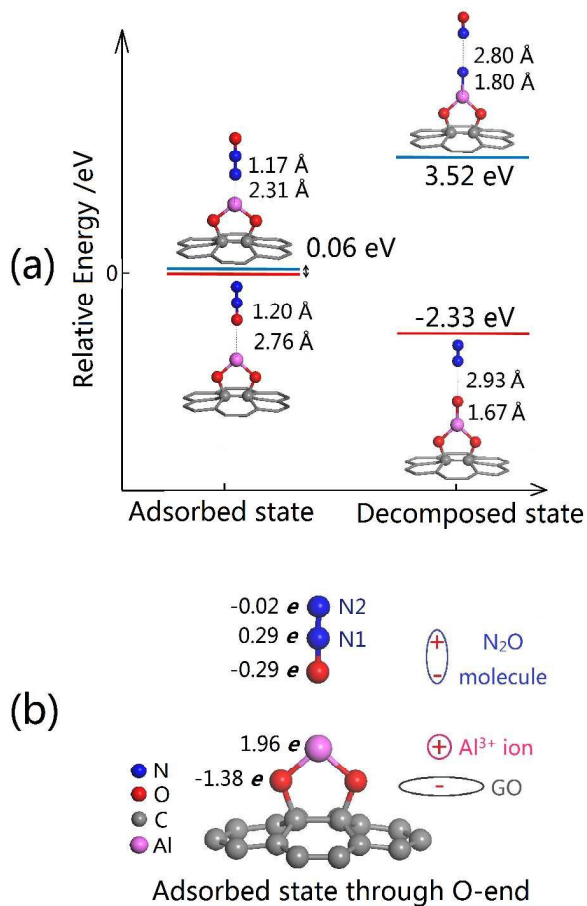 (a)
Relative Energy /eV
0
1.17 Å
2.31 Å
0.06 eV
1.20 Å
2.76 Å
2.80 Å
1.80 Å
3.52 eV
-2.33 eV
2.93 Å
1.67 Å
Adsorbed state
Decomposed state
(b)
-0.02 e
N2
0.29 e
N1
-0.29 e
1.96 e
-1.38 e
N
O
C
Al
+
-
N₂O
molecule
+ Al³⁺ ion
- GO
Adsorbed state through O-end